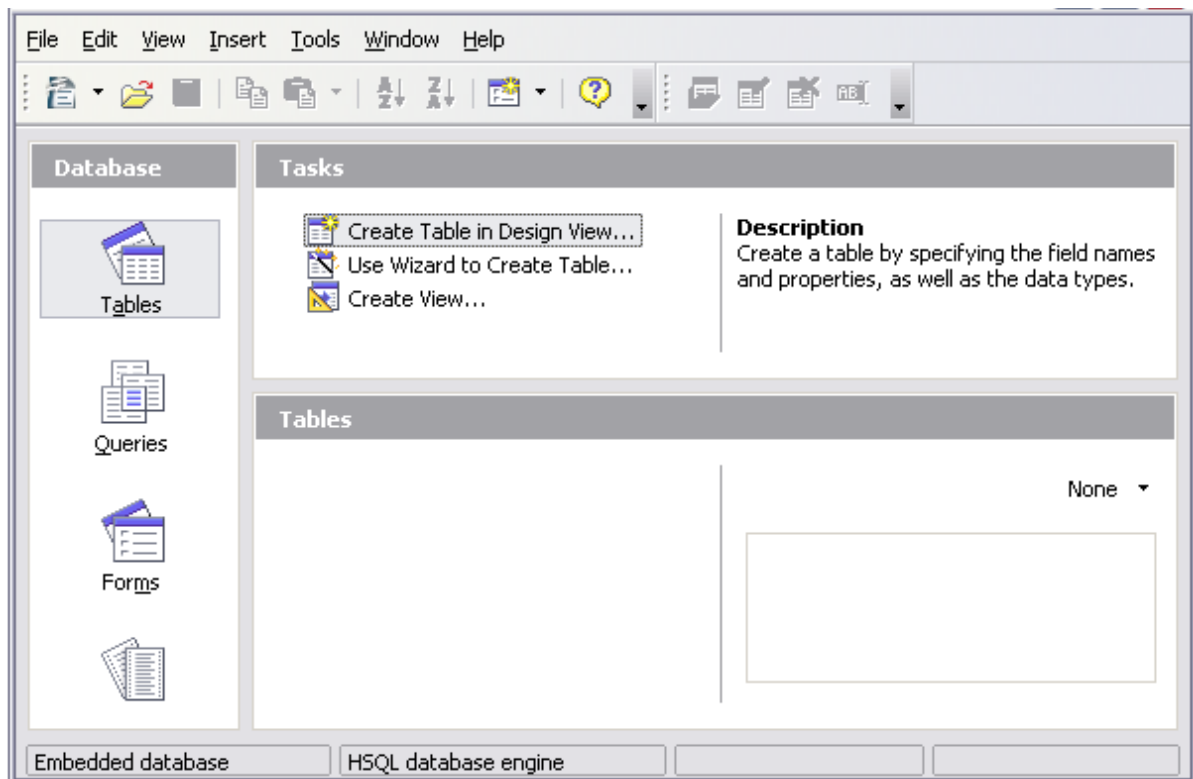 File Edit View Insert Tools Window Help
Database
Tables
Queries
Forms
Tasks
Create Table in Design View...
Use Wizard to Create Table...
Create View...
Description
Create a table by specifying the field names
and properties, as well as the data types.
Tables
None
Embedded database
HSQL database engine